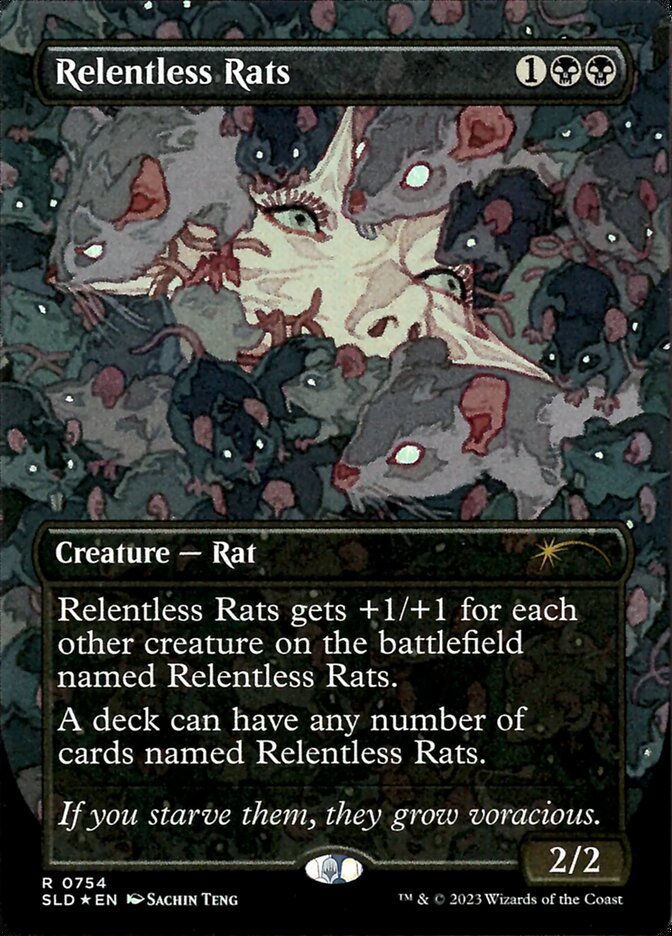 Relentless Rats 1
Creature — Rat
Relentless Rats gets +1/+1 for each
other creature on the battlefield
named Relentless Rats.
A deck can have any number of
cards named Relentless Rats.
If you starve them, they grow voracious.
2/2
R 0754
SLD ★ EN Sachin Teng
™ & © 2023 Wizards of the Coast